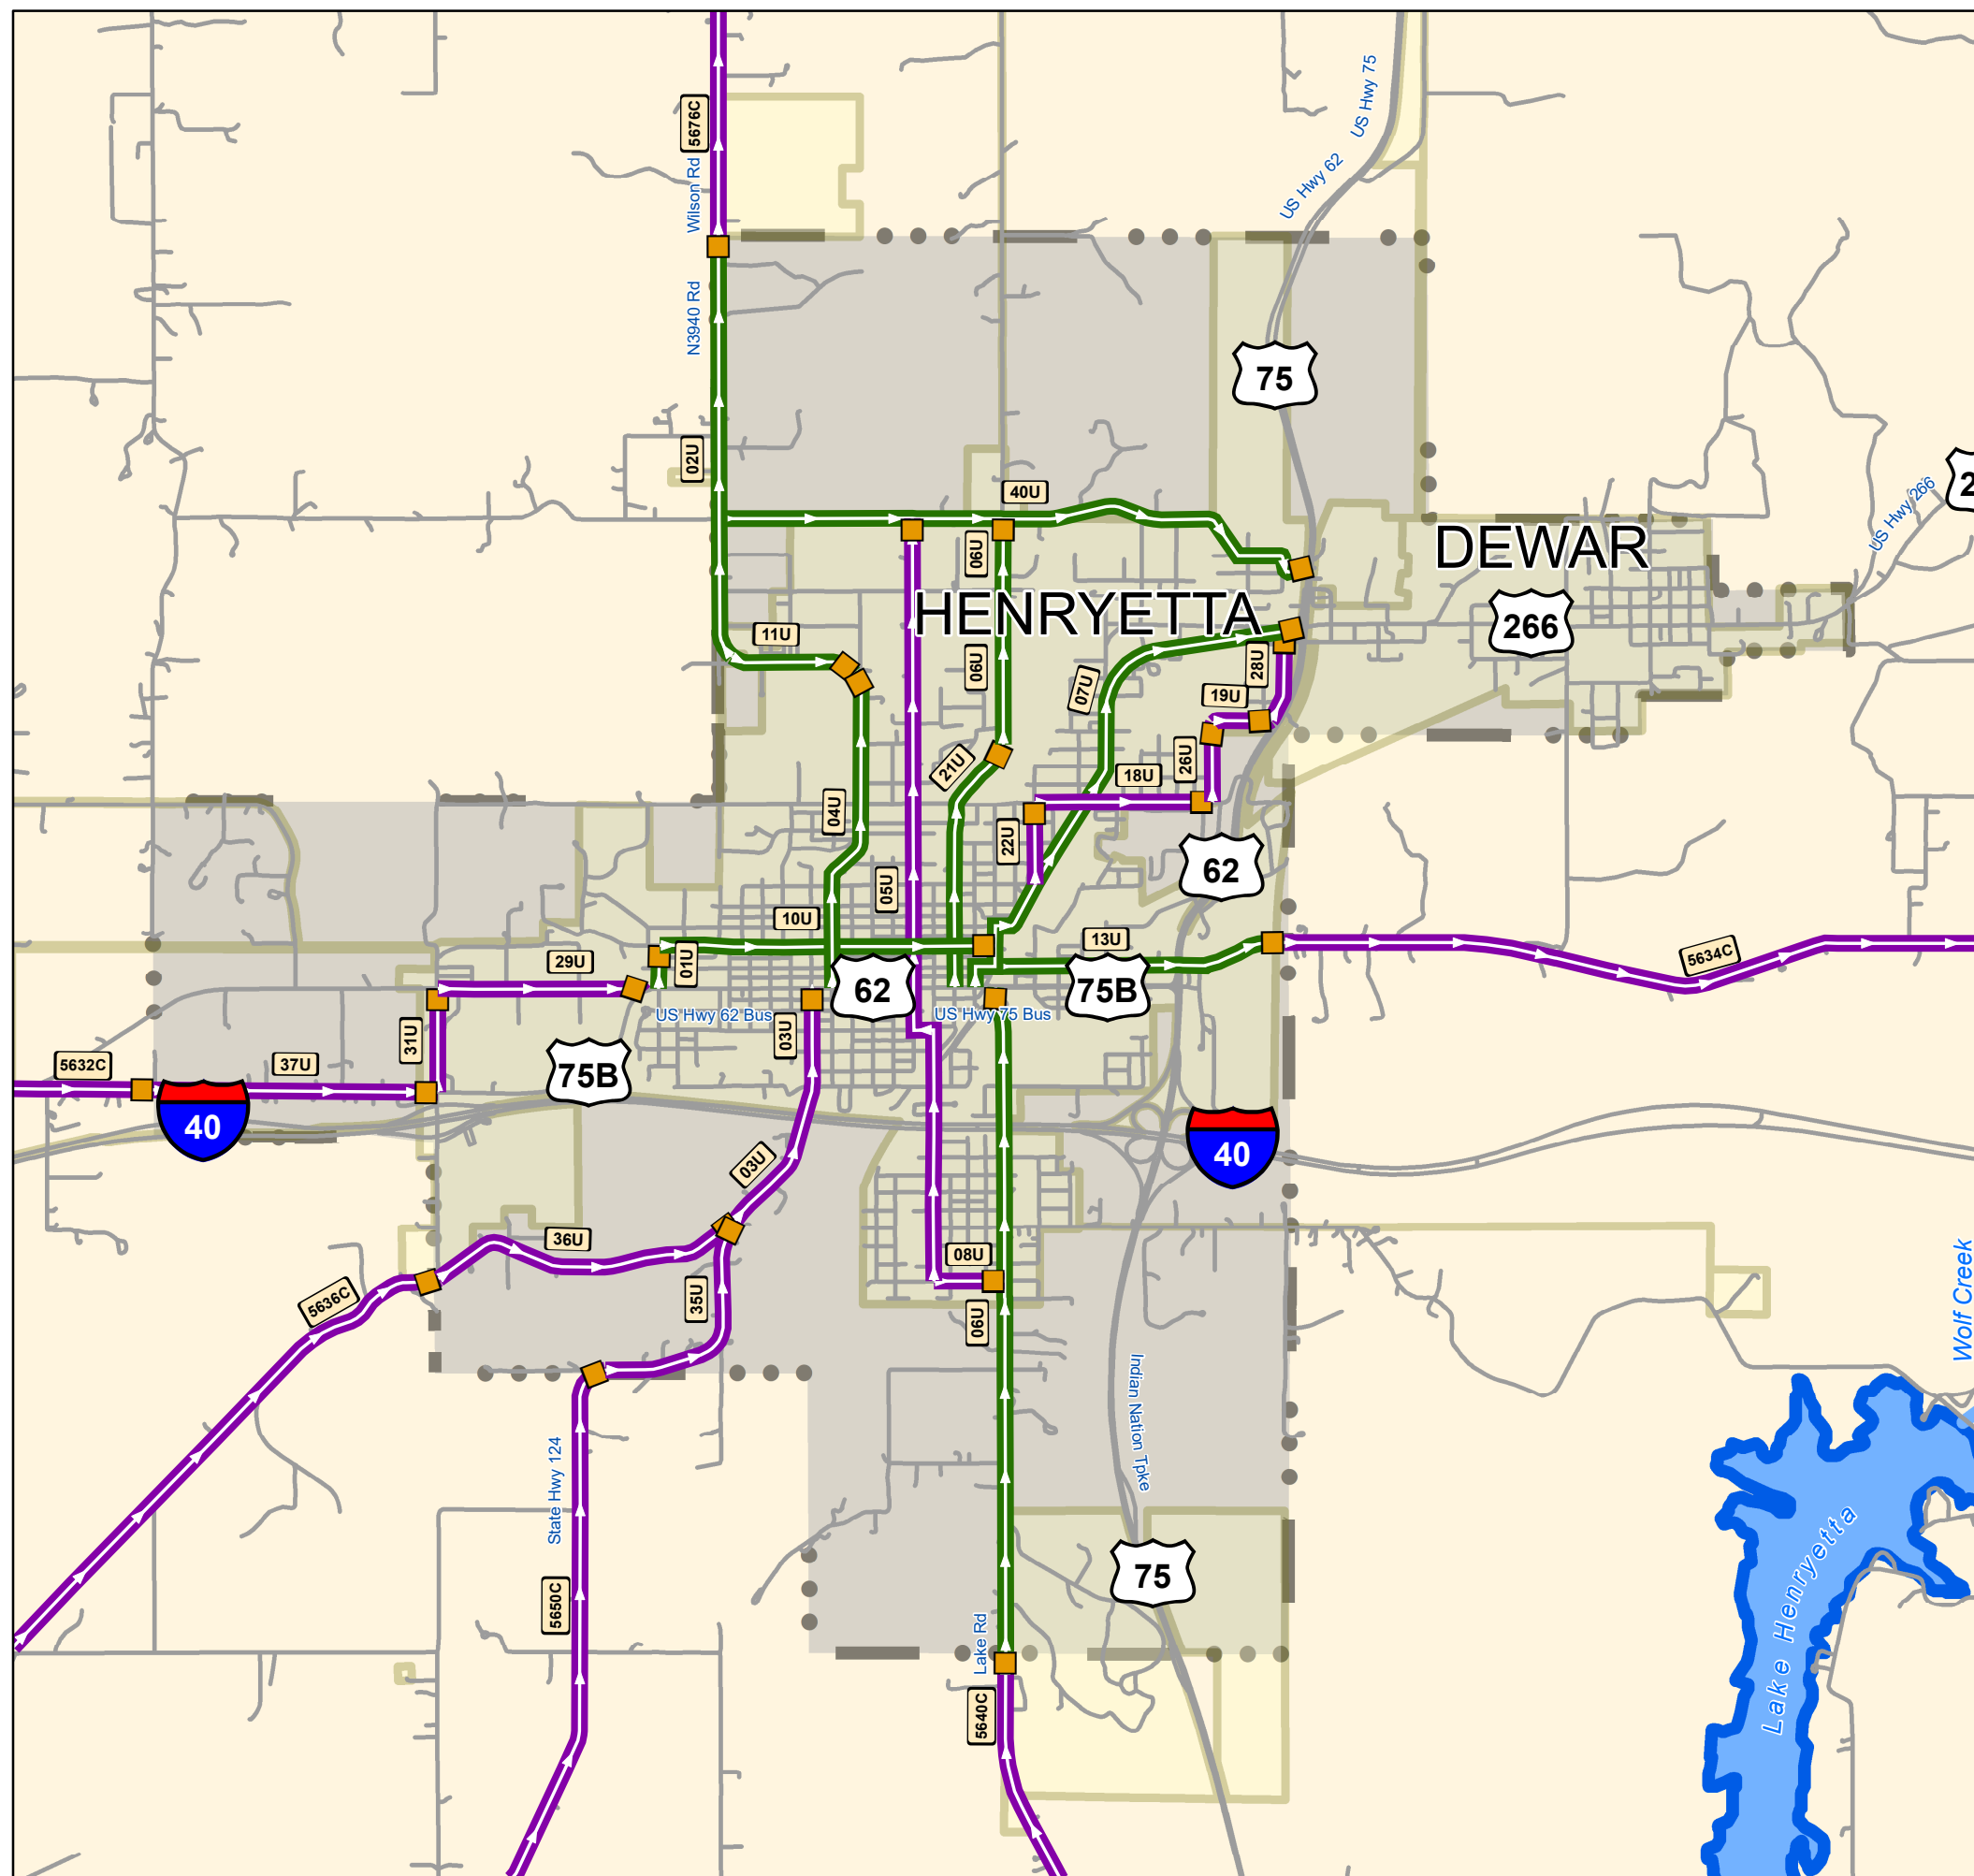 US Hwy 75
5676C
US Hwy 62
Wilson Rd
N3940 Rd
75
02U
40U
US Hwy 266
DEWAR
06U
HENRYETTA
266
11U
06U
07U
28U
19U
21U
26U
18U
04U
22U
62
05U
10U
13U
01U
29U
5634C
62
75B
US Hwy 62 Bus
US Hwy 75 Bus
03U
31U
5632C
37U
75B
40
40
03U
36U
08U
5636C
35U
06U
Wolf Creek
Indian Nation Tpke
State Hwy 124
75
5650C
Lake Rd
Lake Henryetta
5640C